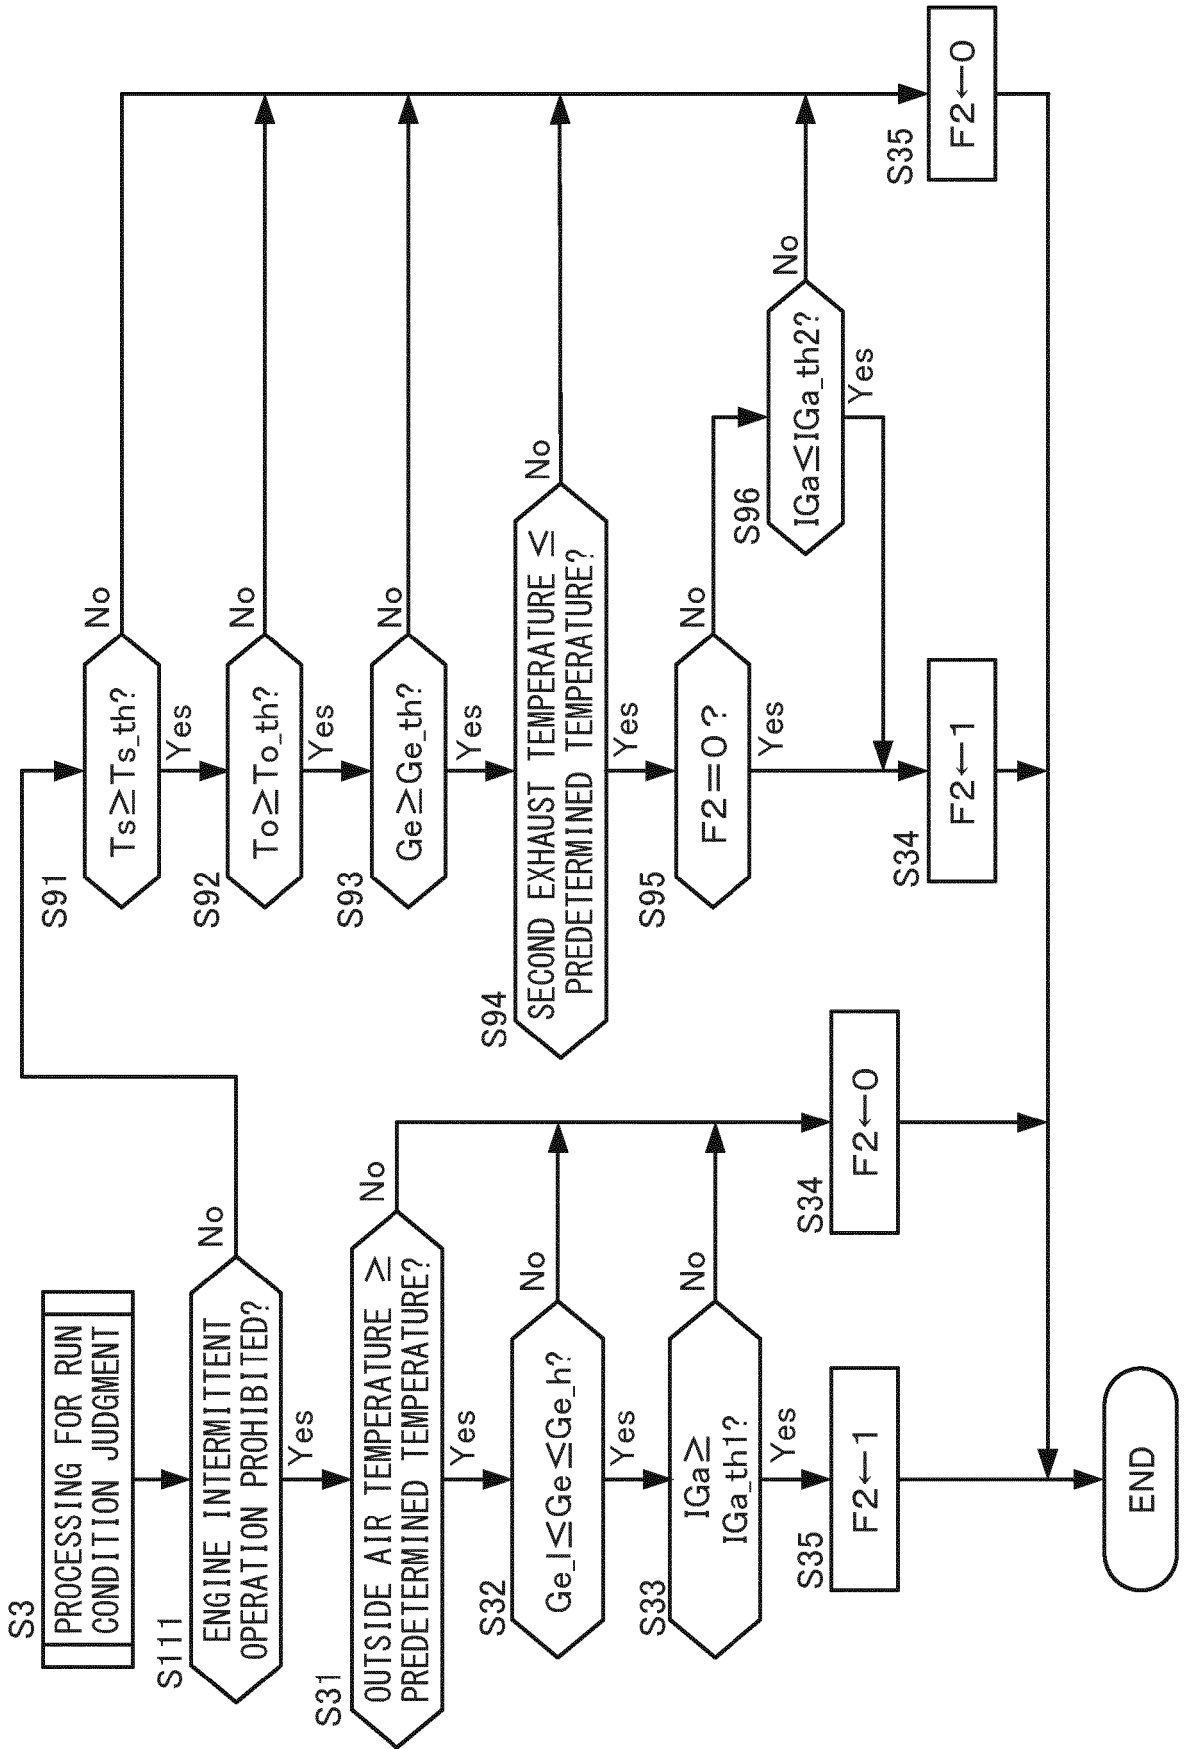 S3
PROCESSING FOR RUN
CONDITION JUDGMENT
S111
ENGINE INTERMITTENT
OPERATION PROHIBITED?
No
Yes
S31
OUTSIDE AIR TEMPERATURE ≥
PREDETERMINED TEMPERATURE?
No
Yes
S32
Ge_l≤Ge≤Ge_h?
No
Yes
S33
IGa≥
IGa_th1?
No
Yes
S35
F2←1
S34
F2←0
S91
Ts≥Ts_th?
No
Yes
S92
To≥To_th?
No
Yes
S93
Ge≥Ge_th?
No
Yes
S94
SECOND EXHAUST TEMPERATURE ≤
PREDETERMINED TEMPERATURE?
No
Yes
S95
F2=0?
No
Yes
S96
IGa≤IGa_th2?
No
Yes
S34
F2←1
S35
F2←0
END